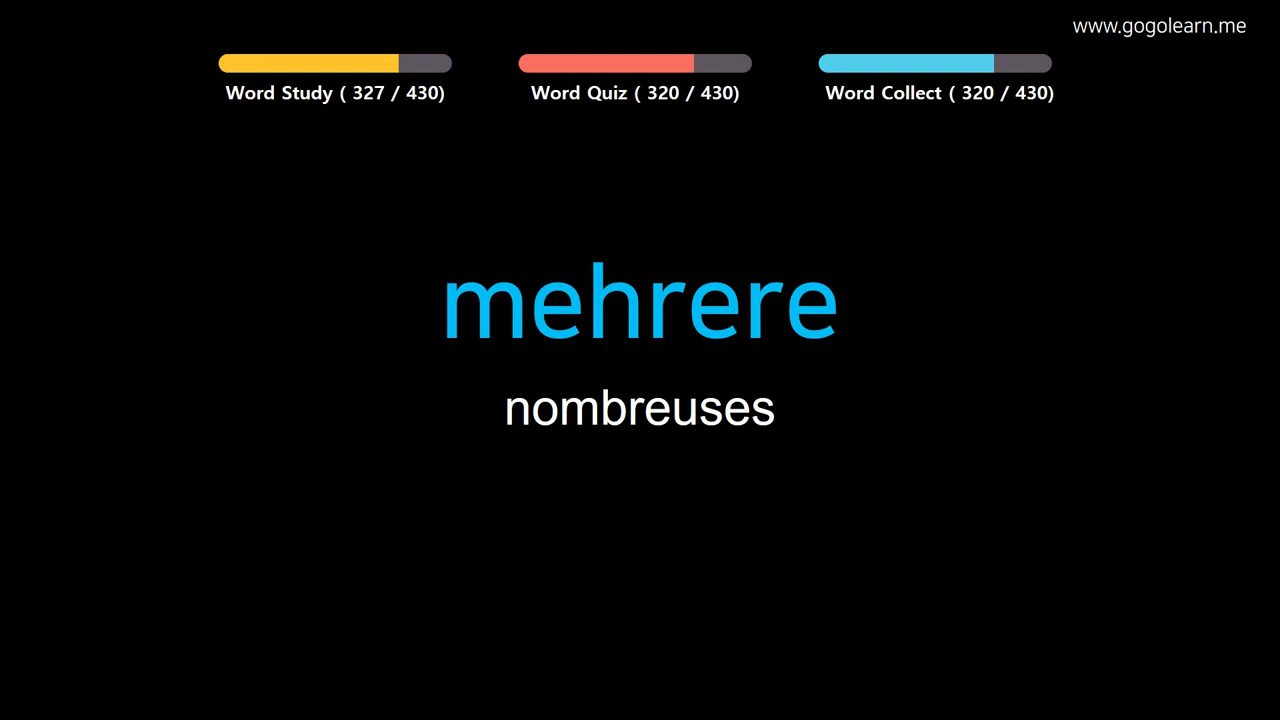 www.gogolearn.me
Word Study ( 327 / 430)
Word Quiz ( 320 / 430)
Word Collect ( 320 / 430)
mehrere
nombreuses